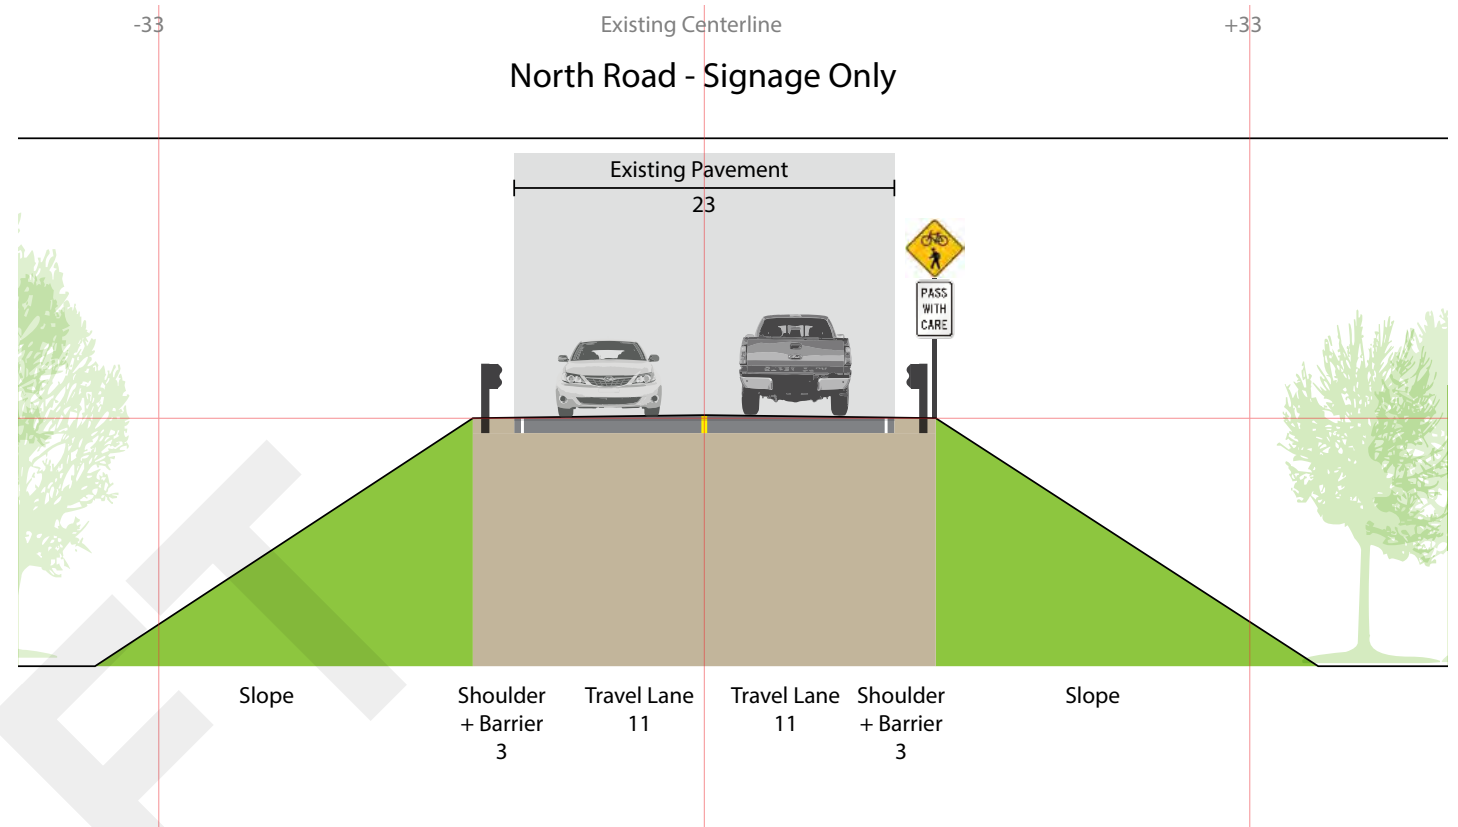 -33
Existing Centerline
+33
North Road - Signage Only
Existing Pavement
23
PASS
WITH
CARE
Slope
Shoulder
+ Barrier
3
Travel Lane
11
Travel Lane
11
Shoulder
+ Barrier
3
Slope
FT